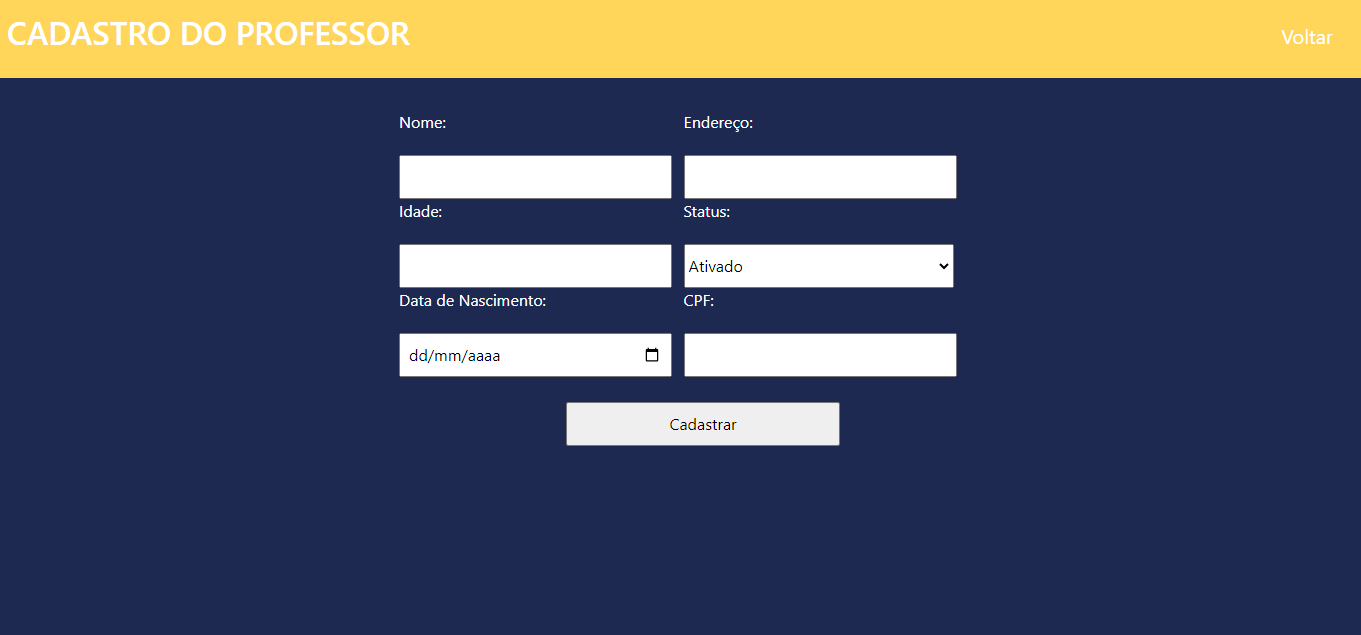 CADASTRO DO PROFESSOR
Voltar
Nome:
Endereço:
Idade:
Status:
Ativado
Data de Nascimento:
CPF:
dd/mm/aaaa
Cadastrar